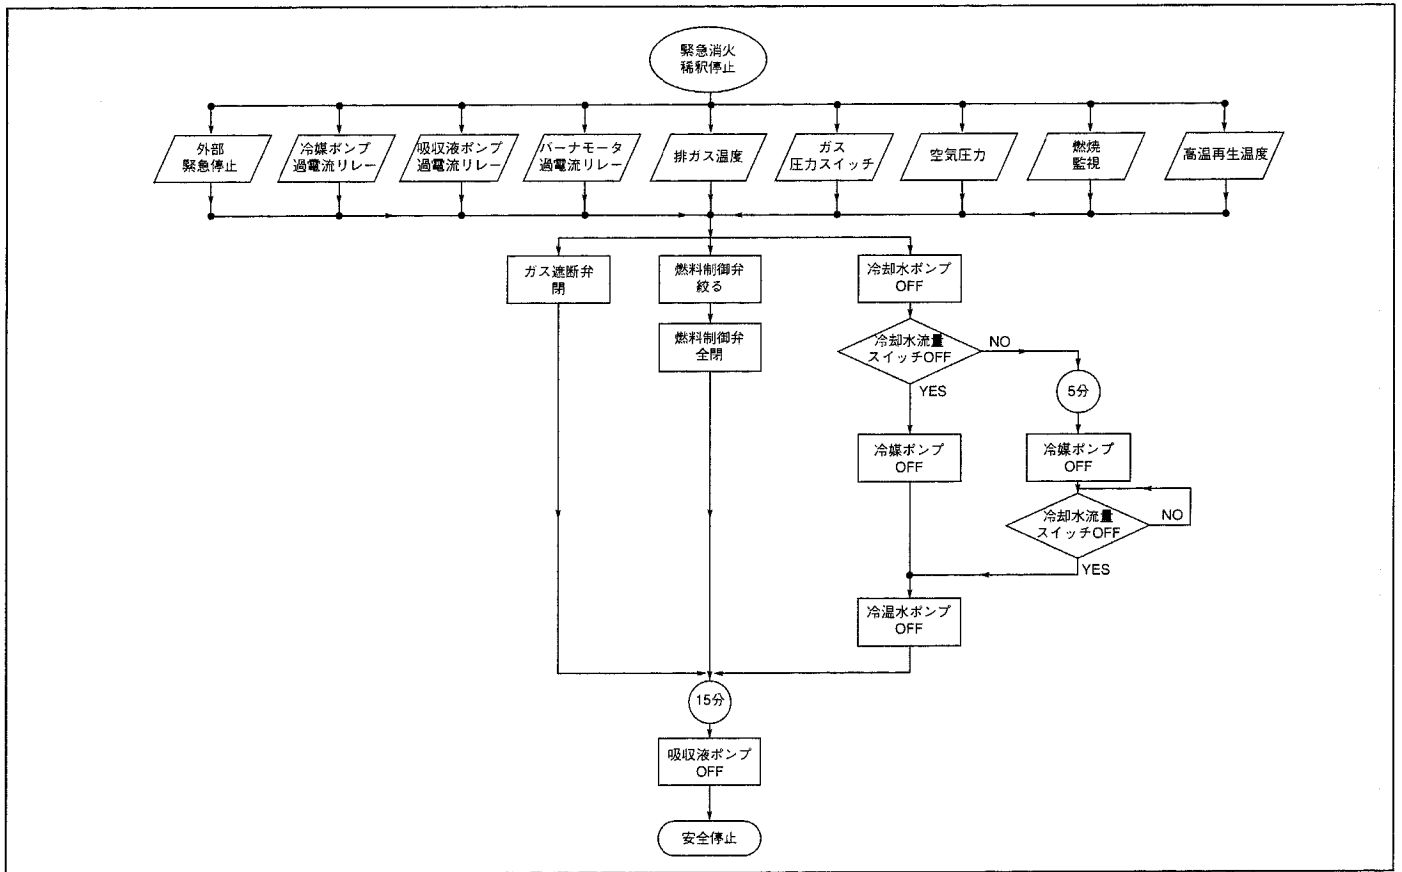 緊急消火
稀釈停止
外部
緊急停止
冷媒ポンプ
過電流リレー
吸収液ポンプ
過電流リレー
バーナモータ
過電流リレー
排ガス温度
ガス
圧力スイッチ
空気圧力
燃焼
監視
高温再生温度
ガス遮断弁
閉
燃料制御弁
絞る
冷却水ポンプ
OFF
燃料制御弁
全閉
冷却水流量
スイッチOFF
NO
YES
5分
冷媒ポンプ
OFF
冷媒ポンプ
OFF
冷却水流量
スイッチOFF
NO
YES
冷温水ポンプ
OFF
15分
吸収液ポンプ
OFF
安全停止